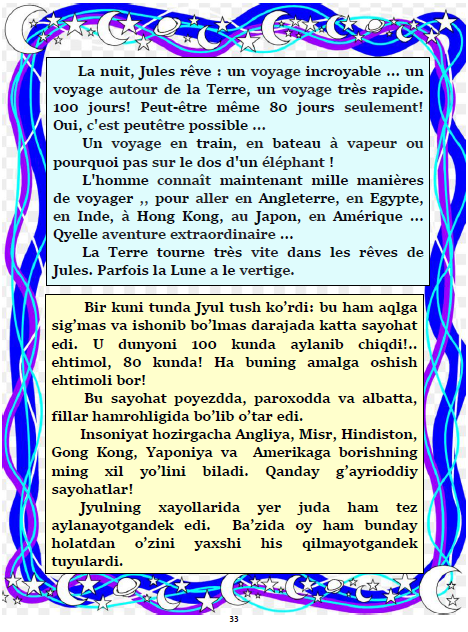 La nuit, Jules rêve : un voyage incroyable ... un
voyage autour de la Terre, un voyage très rapide.
100 jours! Peut-être même 80 jours seulement!
Oui, c'est peutêtre possible ...
Un voyage en train, en bateau à vapeur ou
pourquoi pas sur le dos d'un éléphant !
L'homme connaît maintenant mille manières
de voyager ,, pour aller en Angleterre, en Egypte,
en Inde, à Hong Kong, au Japon, en Amérique ...
Qyelle aventure extraordinaire ...
La Terre tourne très vite dans les rêves de
Jules. Parfois la Lune a le vertige.
Bir kuni tunda Jyul tush ko’rdi: bu ham aqlga
sig’mas va ishonib bo’lmas darajada katta sayohat
edi. U dunyoni 100 kunda aylanib chiqdi!..
ehtimol, 80 kunda! Ha buning amalga oshish
ehtimoli bor!
Bu sayohat poyezdda, paroxodda va albatta,
fillar hamrohligida bo’lib o’tar edi.
Insoniyat hozirgacha Angliya, Misr, Hindiston,
Gong Kong, Yaponiya va Amerikaga borishning
ming xil yo’lini biladi. Qanday g’ayrioddiy
sayohatlar!
Jyulning xayollarida yer juda ham tez
aylanayotgandek edi. Ba’zida oy ham bunday
holatdan o’zini yaxshi his qilmayotgandek
tuyulardi.
33